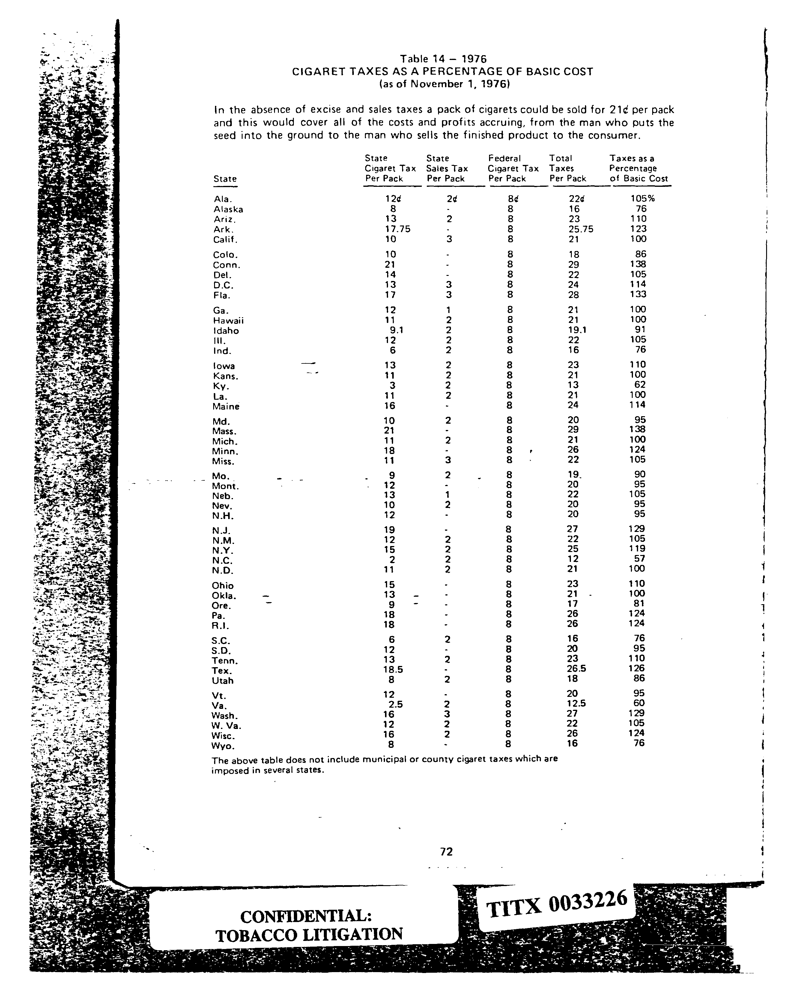 Table 14 – 1976
CIGARET TAXES AS A PERCENTAGE OF BASIC COST
(as of November 1, 1976)
In the absence of excise and sales taxes a pack of cigarets could be sold for 21¢ per pack
and this would cover all of the costs and profits accruing, from the man who puts the
seed into the ground to the man who sells the finished product to the consumer.
State State Federal Total Taxes as a
Cigaret Tax Sales Tax Cigaret Tax Taxes Percentage
State Per Pack Per Pack Per Pack Per Pack of Basic Cost
Ala. 12¢ 2¢ 8¢ 22¢ 105%
Alaska 8 - 8 16 76
Ariz. 13 2 8 23 110
Ark. 17.75 - 8 25.75 123
Calif. 10 3 8 21 100
Colo. 10 - 8 18 86
Conn. 21 - 8 29 138
Del. 14 - 8 22 105
D.C. 13 3 8 24 114
Fla. 17 3 8 28 133
Ga. 12 1 8 21 100
Hawaii 11 2 8 21 100
Idaho 9.1 2 8 19.1 91
Ill. 12 2 8 22 105
Ind. 6 2 8 16 76
Iowa 13 2 8 23 110
Kans. 11 2 8 21 100
Ky. 3 2 8 13 62
La. 11 2 8 21 100
Maine 16 - 8 24 114
Md. 10 2 8 20 95
Mass. 21 - 8 29 138
Mich. 11 2 8 21 100
Minn. 18 - 8 26 124
Miss. 11 3 8 22 105
Mo. 9 2 8 19. 90
Mont. 12 - 8 20 95
Neb. 13 1 8 22 105
Nev. 10 2 8 20 95
N.H. 12 - 8 20 95
N.J. 19 - 8 27 129
N.M. 12 2 8 22 105
N.Y. 15 2 8 25 119
N.C. 2 2 8 12 57
N.D. 11 2 8 21 100
Ohio 15 - 8 23 110
Okla. 13 - 8 21 100
Ore. 9 - 8 17 81
Pa. 18 - 8 26 124
R.I. 18 - 8 26 124
S.C. 6 2 8 16 76
S.D. 12 - 8 20 95
Tenn. 13 2 8 23 110
Tex. 18.5 - 8 26.5 126
Utah 8 2 8 18 86
Vt. 12 - 8 20 95
Va. 2.5 2 8 12.5 60
Wash. 16 3 8 27 129
W. Va. 12 2 8 22 105
Wisc. 16 2 8 26 124
Wyo. 8 - 8 16 76
The above table does not include municipal or county cigaret taxes which are
imposed in several states.
72
CONFIDENTIAL:
TOBACCO LITIGATION
TITX 0033226